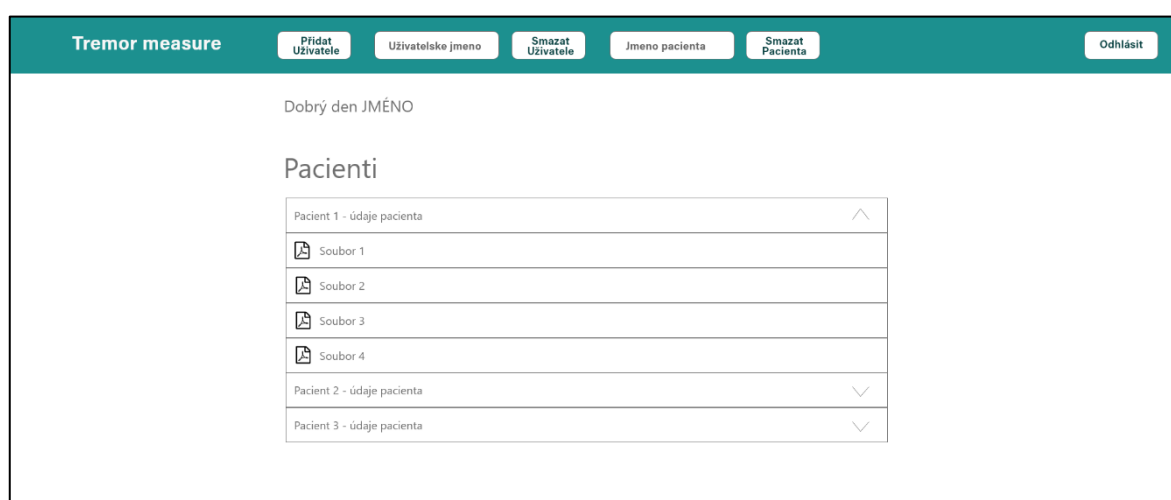 Tremor measure
Přidat
Uživatele
Uživatelske jmeno
Smazat
Uživatele
Jmeno pacienta
Smazat
Pacienta
Odhlásit
Dobrý den JMÉNO
Pacienti
Pacient 1 - údaje pacienta
Soubor 1
Soubor 2
Soubor 3
Soubor 4
Pacient 2 - údaje pacienta
Pacient 3 - údaje pacienta